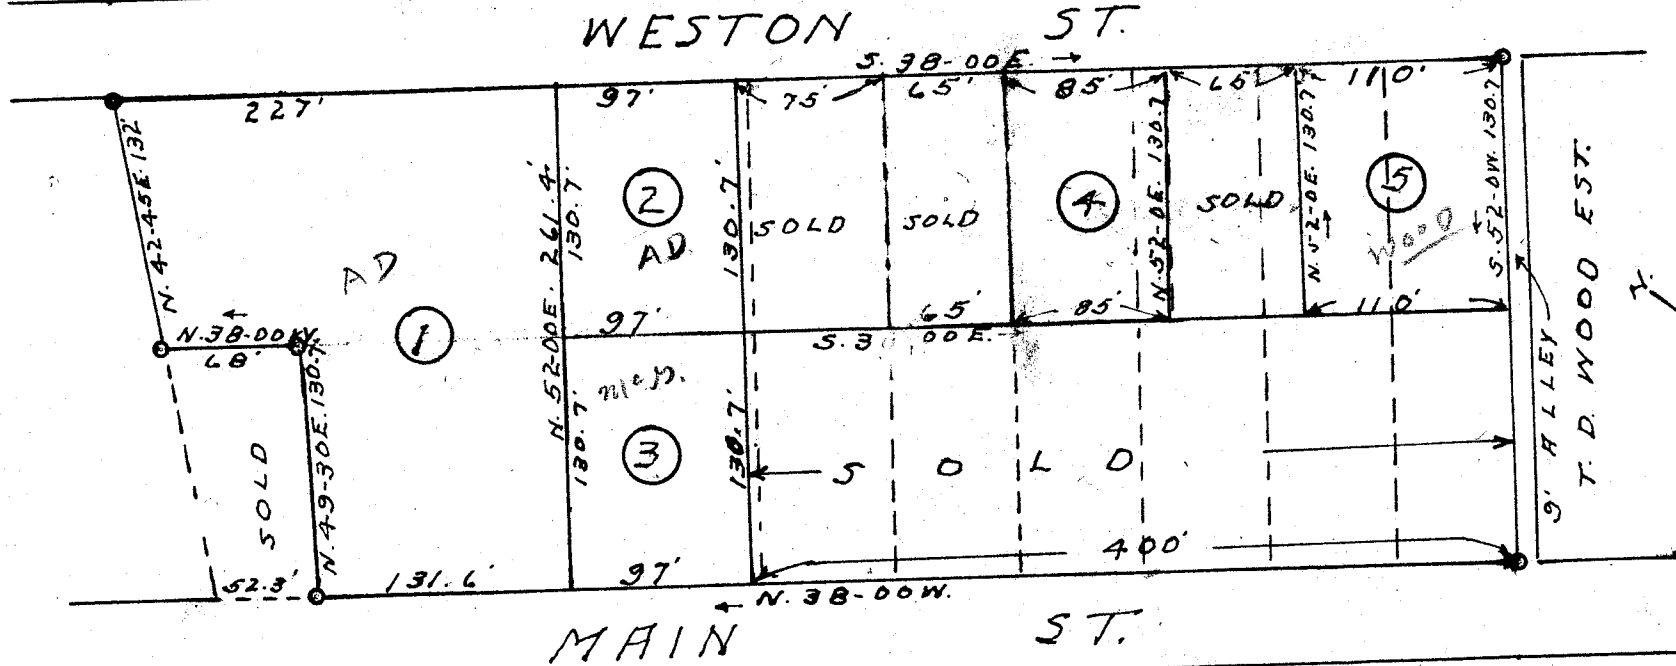 WESTON ST.
S. 38-00E. →
227'
97'
75'
65'
85'
65'
110'
N. 42-45E. 132'
N. 52-00E. 261.4'
130.7'
130.7'
N.52-0E. 130.7
N. 52-0E. 130.7'
S. 52-0W. 130.7'
2
AD
SOLD
SOLD
4
SOLD
5
WOOD
AD
1
N.38-00W.
68'
97'
65'
85'
110'
S. 3 00E.
SOLD
N. 49-30E. 130.7'
130.7'
3
130.7'
S O L D
400'
52.3'
131.6'
97'
← N. 38-00W.
MAIN ST.
9' ALLEY
T. D. WOOD EST.